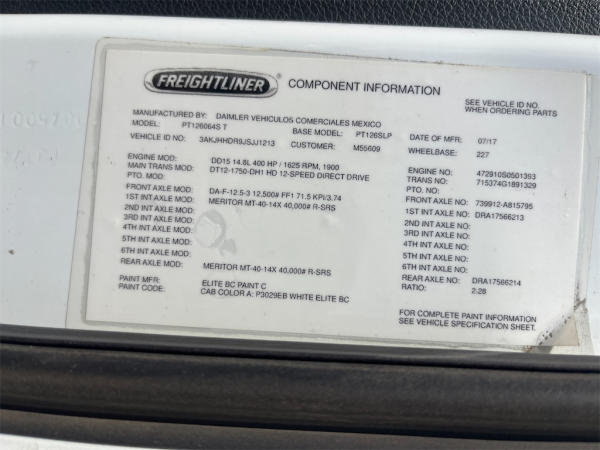 FREIGHTLINER
COMPONENT INFORMATION
SEE VEHICLE ID NO.
WHEN ORDERING PARTS
MANUFACTURED BY: DAIMLER VEHICULOS COMERCIALES MEXICO
MODEL: PT126064S T BASE MODEL: PT126SLP DATE OF MFR: 07/17
VEHICLE ID NO: 3AKJHHDR9JSJJ1213 CUSTOMER: M55609 WHEELBASE: 227
ENGINE MOD: DD15 14.8L 400 HP / 1625 RPM, 1900 ENGINE NO: 472910S0501393
MAIN TRANS MOD: DT12-1750-DH1 HD 12-SPEED DIRECT DRIVE TRANS NO: 715374G1891329
PTO. MOD: PTO. NO:
FRONT AXLE MOD: DA-F-12.5-3 12,500# FF1 71.5 KPI/3.74 FRONT AXLE NO: 739912-A815795
1ST INT AXLE MOD: MERITOR MT-40-14X 40,000# R-SRS 1ST INT AXLE NO: DRA17566213
2ND INT AXLE MOD: 2ND INT AXLE NO:
3RD INT AXLE MOD: 3RD INT AXLE NO:
4TH INT AXLE MOD: 4TH INT AXLE NO:
5TH INT AXLE MOD: 5TH INT AXLE NO:
6TH INT AXLE MOD: 6TH INT AXLE NO:
REAR AXLE MOD: MERITOR MT-40-14X 40,000# R-SRS REAR AXLE NO: DRA17566214
RATIO: 2:28
PAINT MFR: ELITE BC PAINT C
PAINT CODE: CAB COLOR A: P3029EB WHITE ELITE BC
FOR COMPLETE PAINT INFORMATION
SEE VEHICLE SPECIFICATION SHEET.